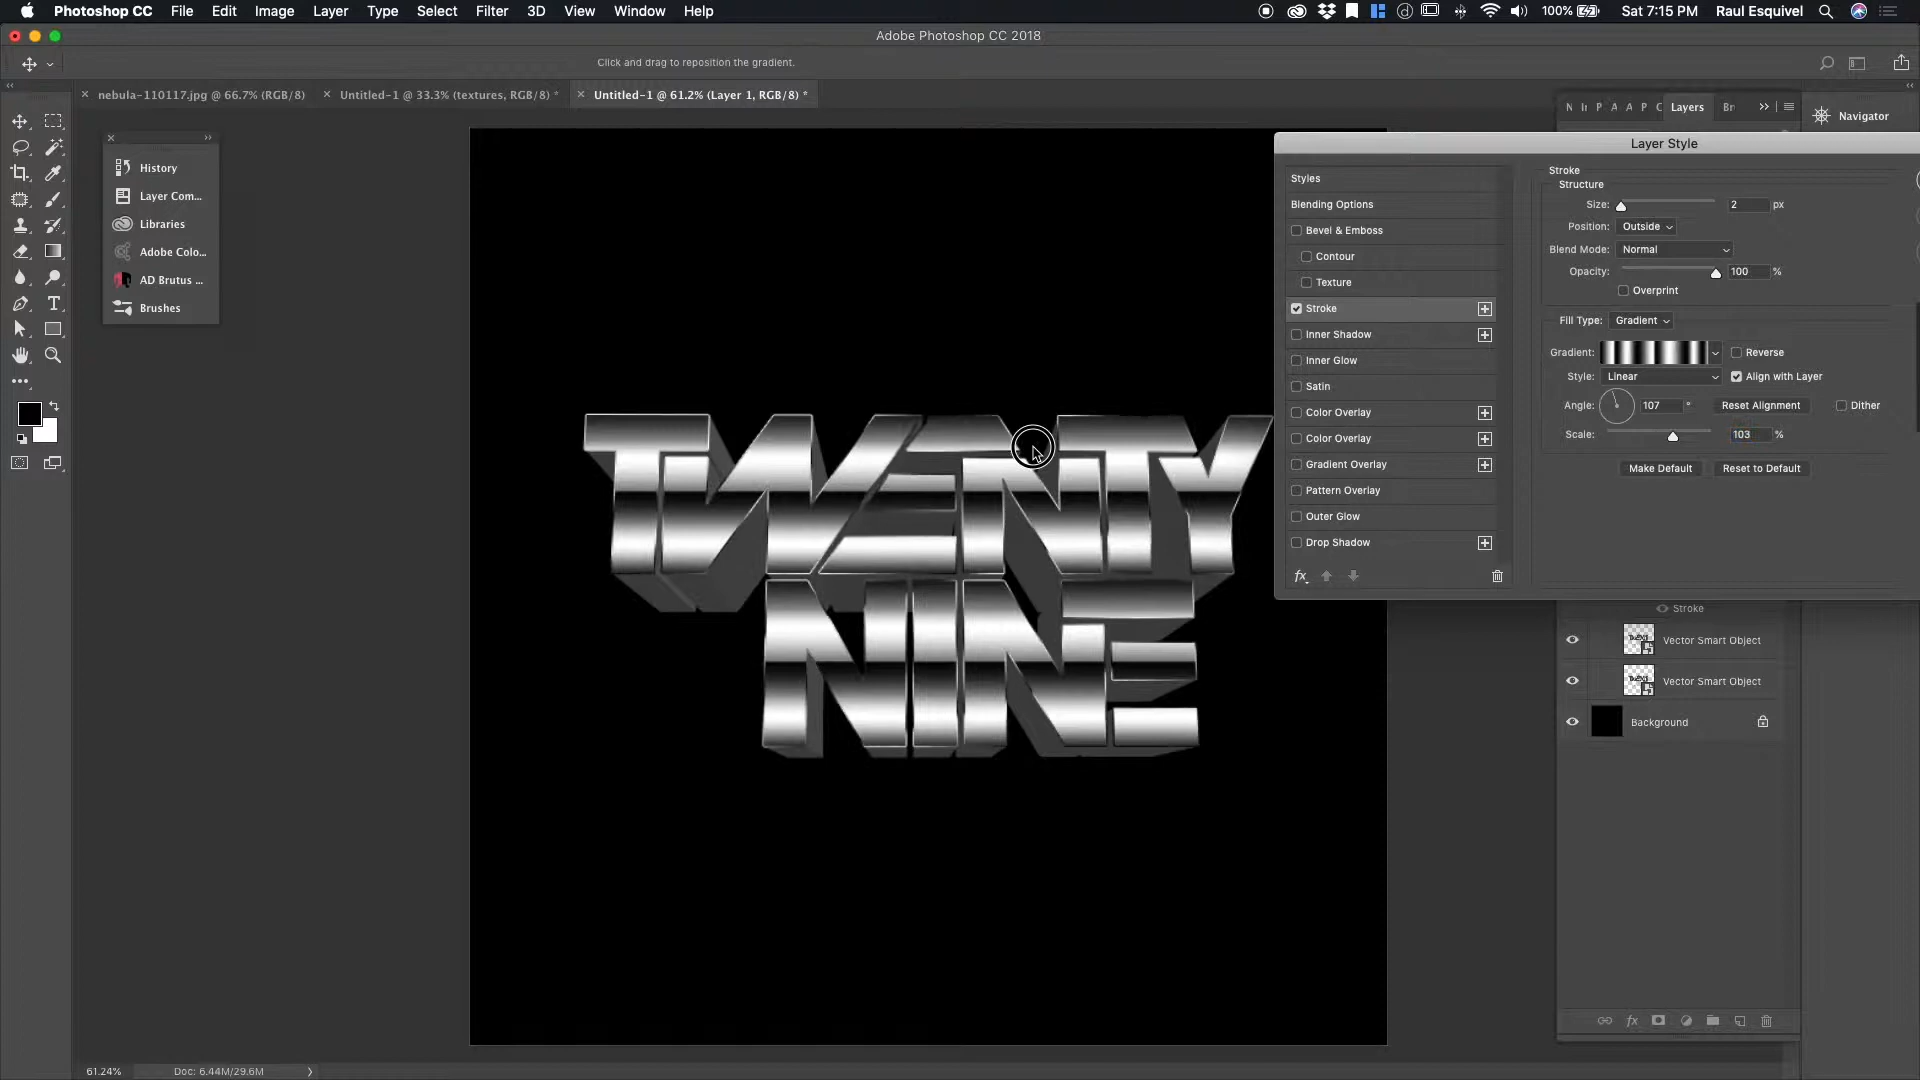 Photoshop CC File Edit Image Layer Type Select Filter 3D View Window Help 100% Sat 7:15 PM Raul Esquivel
Adobe Photoshop CC 2018
Click and drag to reposition the gradient.
nebula-110117.jpg @ 66.7% (RGB/8) Untitled-1 @ 33.3% (textures, RGB/8) * Untitled-1 @ 61.2% (Layer 1, RGB/8) *
N Ir P A A P C Layers Br Navigator
History
Layer Com...
Libraries
Adobe Colo...
AD Brutus ...
Brushes
TWENTY
NINE
Layer Style
Styles
Blending Options
Bevel & Emboss
Contour
Texture
Stroke
Inner Shadow
Inner Glow
Satin
Color Overlay
Color Overlay
Gradient Overlay
Pattern Overlay
Outer Glow
Drop Shadow
fx
Stroke
Structure
Size: 2 px
Position: Outside
Blend Mode: Normal
Opacity: 100 %
Overprint
Fill Type: Gradient
Gradient: Reverse
Style: Linear Align with Layer
Angle: 107 ° Reset Alignment Dither
Scale: 103 %
Make Default Reset to Default
Stroke
Vector Smart Object
Vector Smart Object
Background
fx
61.24% Doc: 6.44M/29.6M